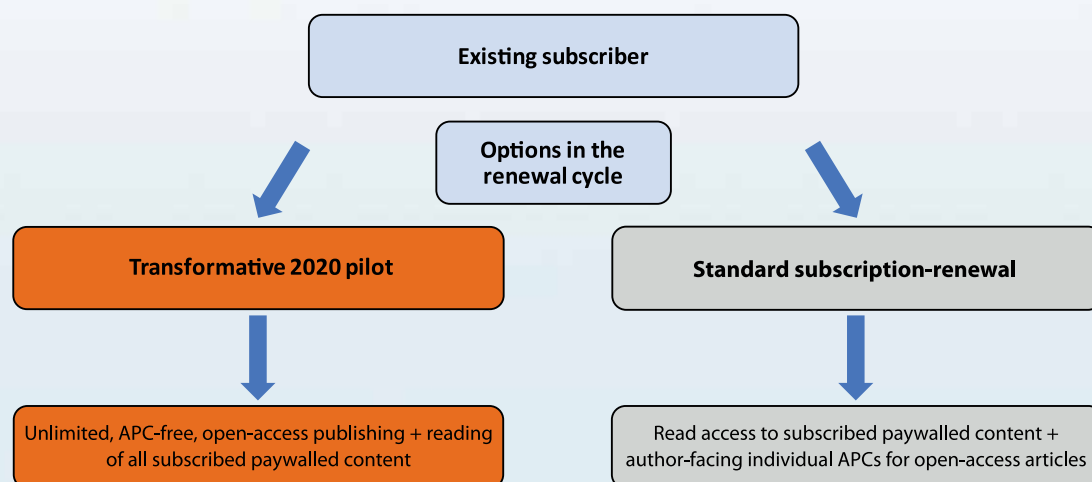 Existing subscriber
Options in the
renewal cycle
Transformative 2020 pilot
Standard subscription-renewal
Unlimited, APC-free, open-access publishing + reading
of all subscribed paywalled content
Read access to subscribed paywalled content +
author-facing individual APCs for open-access articles